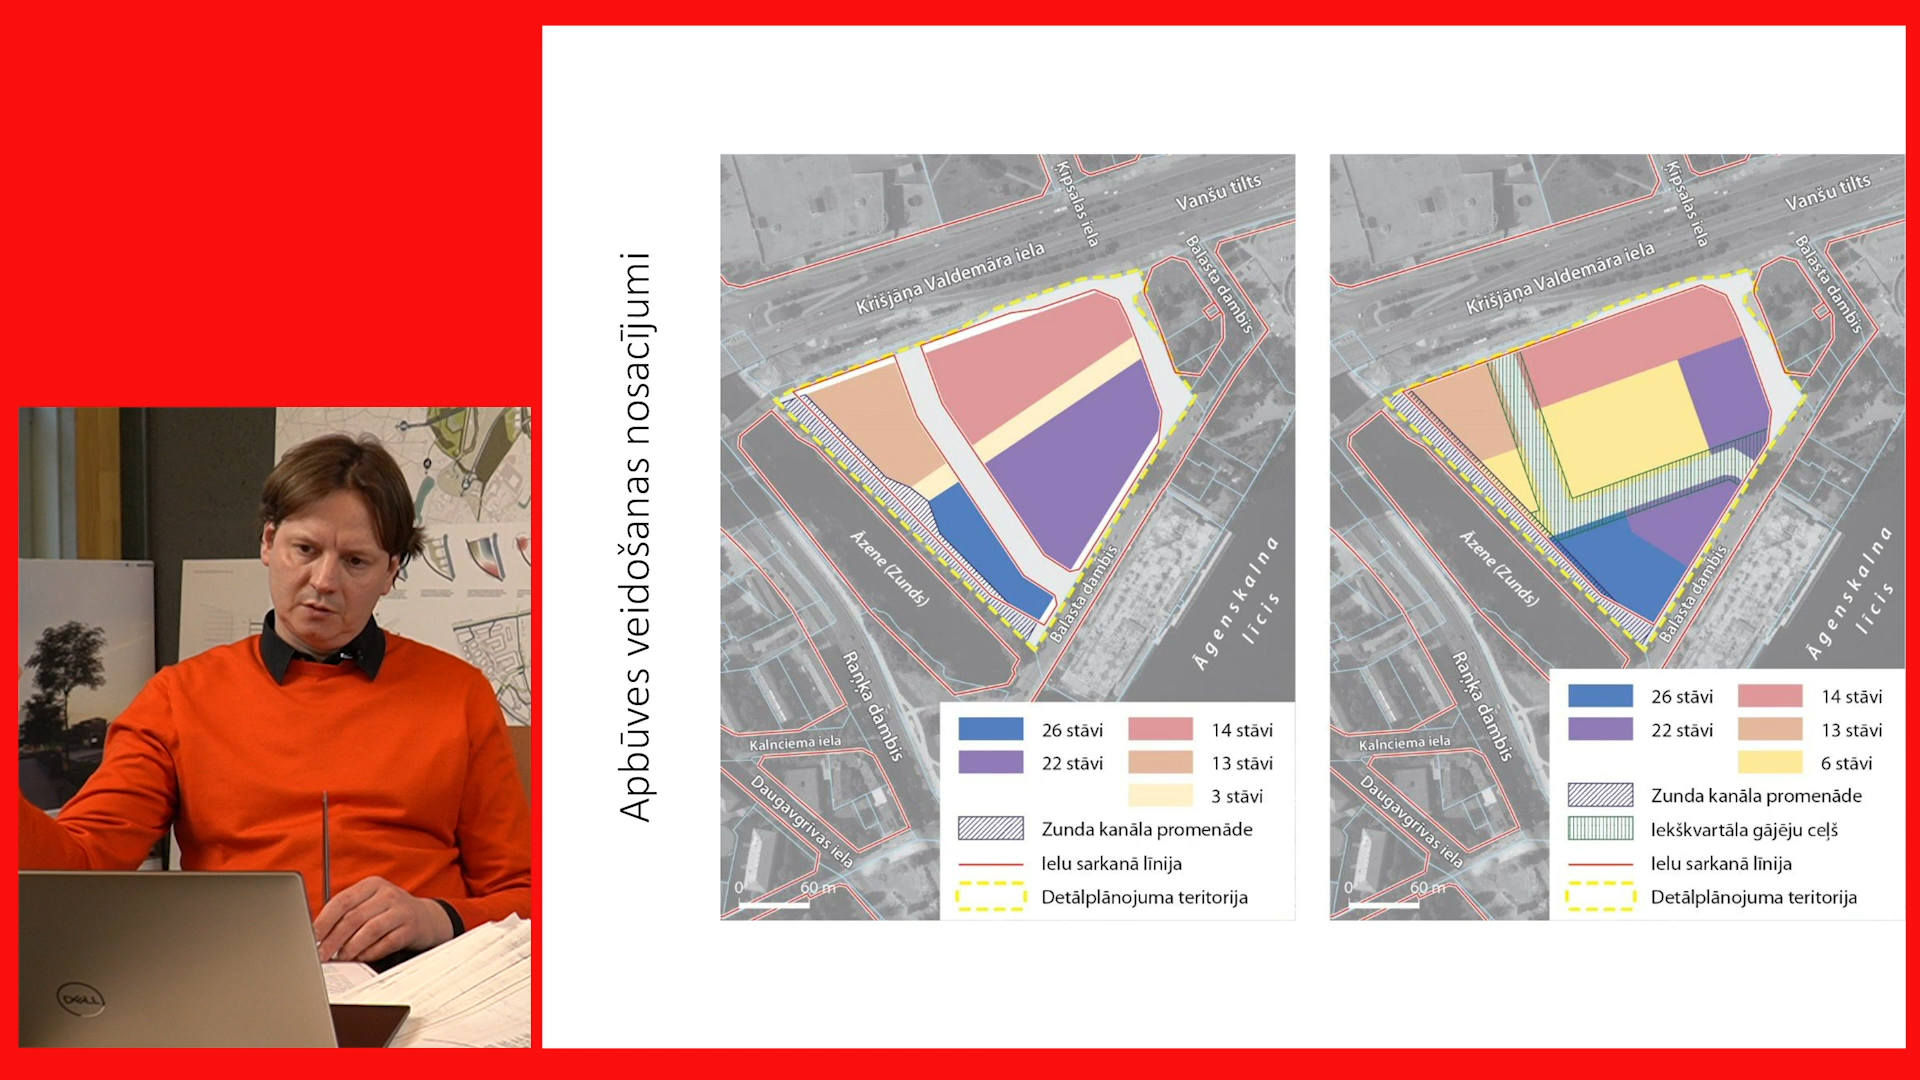 Apbūves veidošanas nosacījumi
Ķīpsalas iela
Vanšu tilts
Krišjāņa Valdemāra iela
Balasta dambis
Āzene (Zunds)
Balasta dambis
Āgenskalna
līcis
Raņķa dambis
Kalnciema iela
Daugavgrīvas iela
0 60 m
26 stāvi
14 stāvi
22 stāvi
13 stāvi
3 stāvi
Zunda kanāla promenāde
Ielu sarkanā līnija
Detālplānojuma teritorija
Ķīpsalas iela
Vanšu tilts
Krišjāņa Valdemāra iela
Balasta dambis
Āzene (Zunds)
Balasta dambis
Āgenskalna
līcis
Raņķa dambis
Kalnciema iela
Daugavgrīvas iela
0 60 m
26 stāvi
14 stāvi
22 stāvi
13 stāvi
6 stāvi
Zunda kanāla promenāde
Iekškvartāla gājēju ceļš
Ielu sarkanā līnija
Detālplānojuma teritorija
DELL